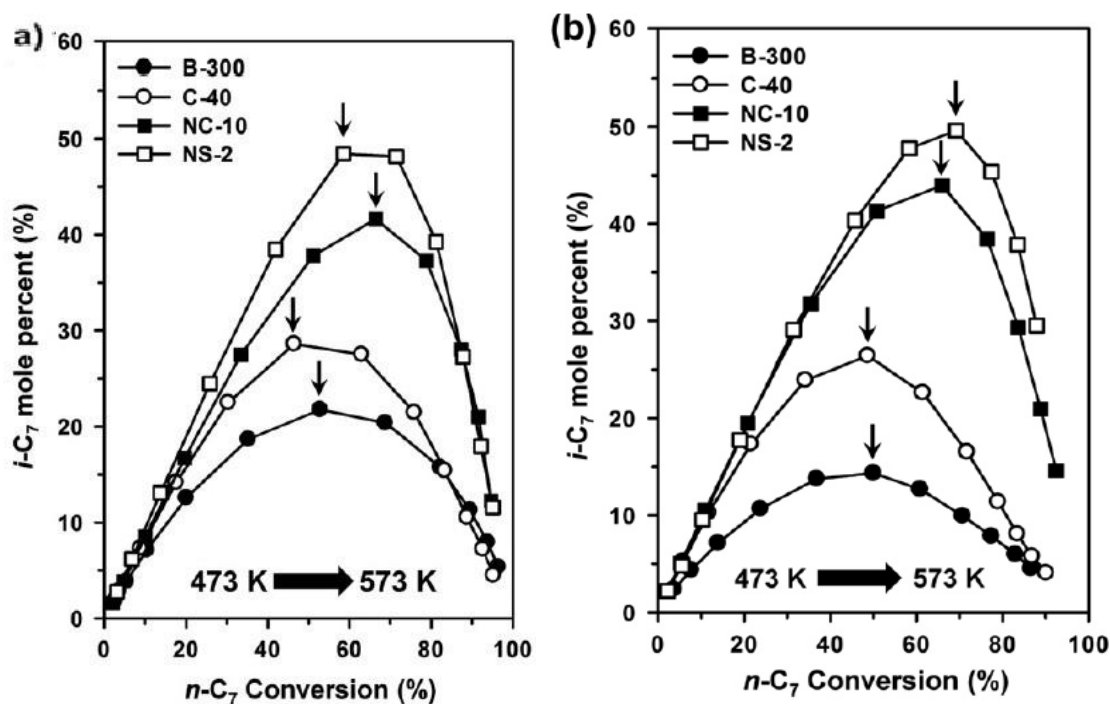 a)
60
50
40
30
20
10
0
i-C7 mole percent (%)
B-300
C-40
NC-10
NS-2
473 K 573 K
0 20 40 60 80 100
n-C7 Conversion (%)
(b)
60
50
40
30
20
10
0
i-C7 mole percent (%)
B-300
C-40
NC-10
NS-2
473 K 573 K
0 20 40 60 80 100
n-C7 Conversion (%)